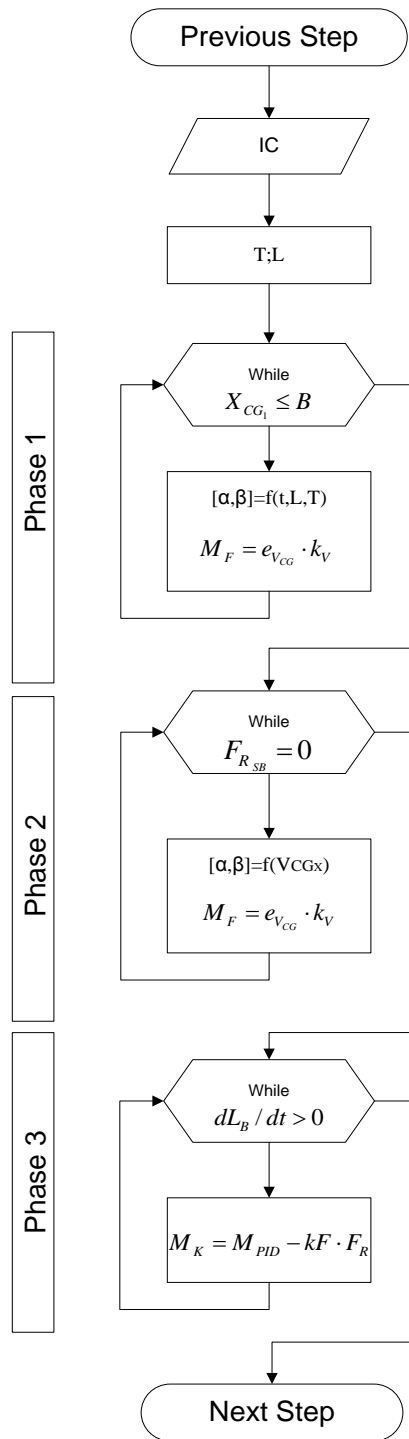 Previous Step
IC
T;L
Phase 1
While
X_{CG_1} ≤ B
[α,β]=f(t,L,T)
M_F = e_{V_{CG}} · k_V
Phase 2
While
F_{R_{SB}} = 0
[α,β]=f(VCGx)
M_F = e_{V_{CG}} · k_V
Phase 3
While
dL_B / dt > 0
M_K = M_{PID} − kF · F_R
Next Step